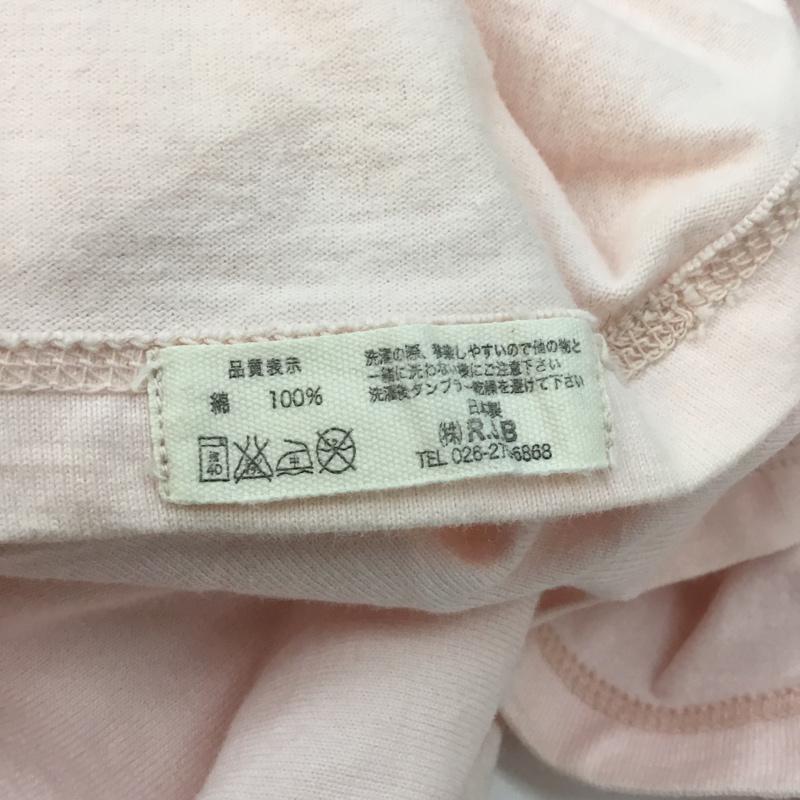 品質表示
綿 100%
40
洗濯の際、移染しやすいので他の物と
一緒に洗わない様にご注意下さい
洗濯後タンブラー乾燥を避けて下さい
日本製
(株) R.J.B
TEL 026-27
6868